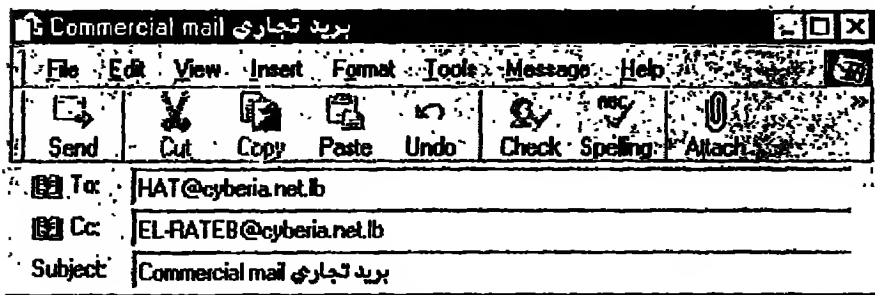 Commercial mail بريد تجاري
File Edit View Insert Format Tools Message Help
Send Cut Copy Paste Undo Check Spelling Attach »
To: HAT@cyberia.net.lb
Cc: EL-RATEB@cyberia.net.lb
Subject: Commercial mail بريد تجاري